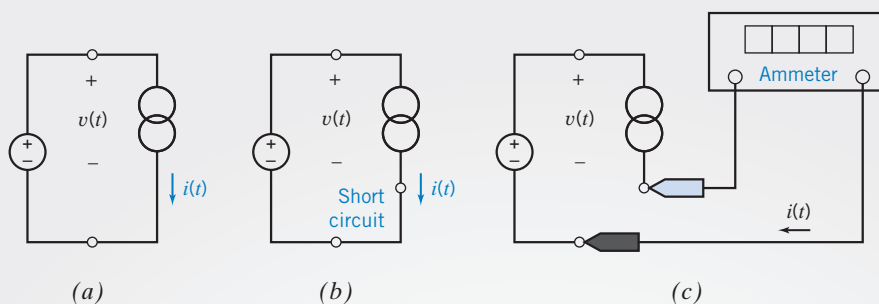 +
v(t)
+
−
−
i(t)
(a)
+
v(t)
+
−
−
Short
circuit
i(t)
(b)
Ammeter
+
v(t)
+
−
−
i(t)
(c)